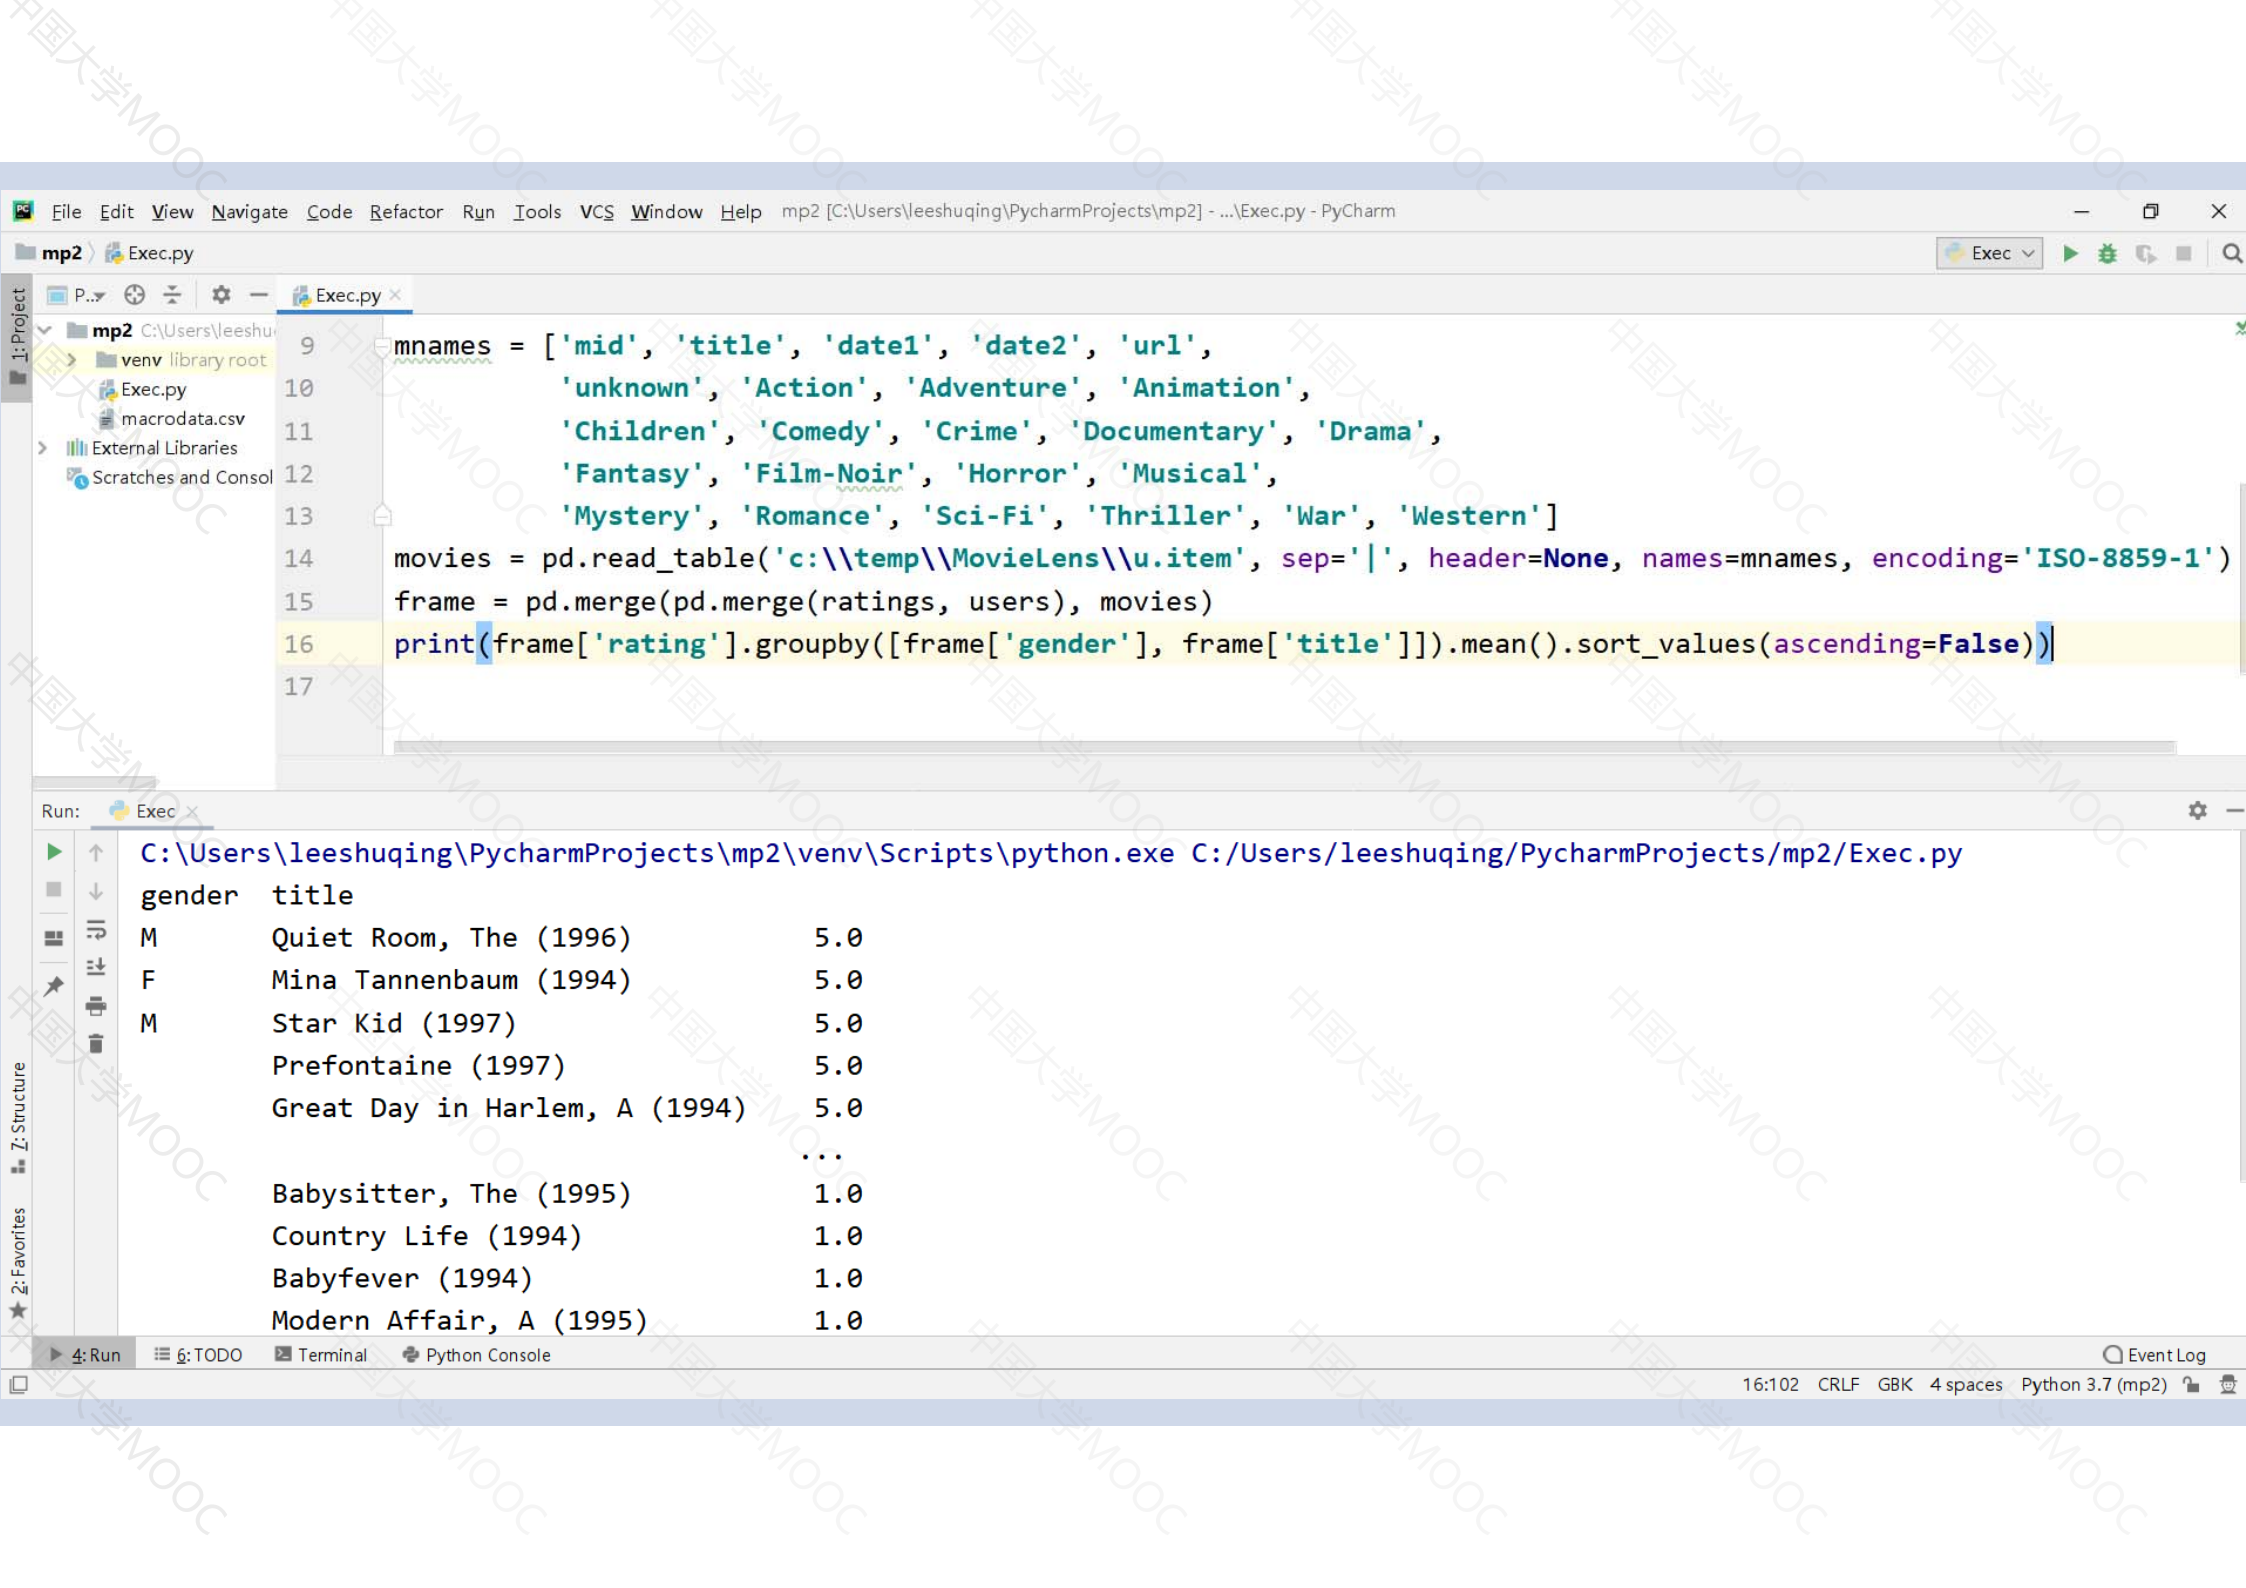 File Edit View Navigate Code Refactor Run Tools VCS Window Help mp2 [C:\Users\leeshuqing\PycharmProjects\mp2] - ...\Exec.py - PyCharm
mp2 Exec.py Exec
1: Project
P.. Exec.py
mp2 C:\Users\leeshu
venv library root
Exec.py
macrodata.csv
External Libraries
Scratches and Consol
9 mnames = ['mid', 'title', 'date1', 'date2', 'url',
10 'unknown', 'Action', 'Adventure', 'Animation',
11 'Children', 'Comedy', 'Crime', 'Documentary', 'Drama',
12 'Fantasy', 'Film-Noir', 'Horror', 'Musical',
13 'Mystery', 'Romance', 'Sci-Fi', 'Thriller', 'War', 'Western']
14 movies = pd.read_table('c:\\temp\\MovieLens\\u.item', sep='|', header=None, names=mnames, encoding='ISO-8859-1')
15 frame = pd.merge(pd.merge(ratings, users), movies)
16 print(frame['rating'].groupby([frame['gender'], frame['title']]).mean().sort_values(ascending=False))
17
Run: Exec
C:\Users\leeshuqing\PycharmProjects\mp2\venv\Scripts\python.exe C:/Users/leeshuqing/PycharmProjects/mp2/Exec.py
gender title
M Quiet Room, The (1996) 5.0
F Mina Tannenbaum (1994) 5.0
M Star Kid (1997) 5.0
Prefontaine (1997) 5.0
Great Day in Harlem, A (1994) 5.0
...
Babysitter, The (1995) 1.0
Country Life (1994) 1.0
Babyfever (1994) 1.0
Modern Affair, A (1995) 1.0
7: Structure
2: Favorites
4: Run 6: TODO Terminal Python Console Event Log
16:102 CRLF GBK 4 spaces Python 3.7 (mp2)
中国大学MOOC